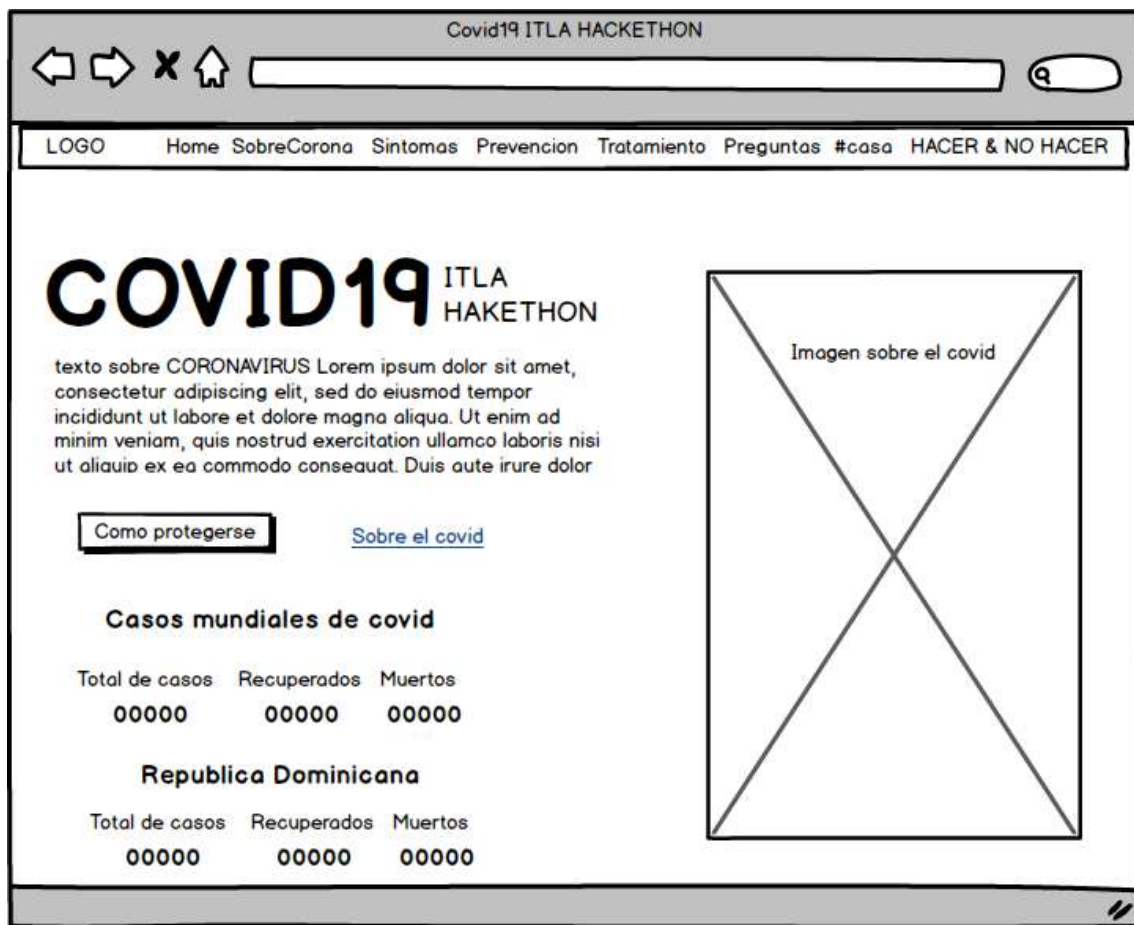 Covid19 ITLA HACKETHON
LOGO Home SobreCorona Sintomas Prevencion Tratamiento Preguntas #casa HACER & NO HACER
COVID19 ITLA
HAKETHON
Imagen sobre el covid
texto sobre CORONAVIRUS Lorem ipsum dolor sit amet,
consectetur adipiscing elit, sed do eiusmod tempor
incididunt ut labore et dolore magna aliqua. Ut enim ad
minim veniam, quis nostrud exercitation ullamco laboris nisi
ut aliquip ex ea commodo consequat. Duis aute irure dolor
Como protegerse Sobre el covid
Casos mundiales de covid
Total de casos Recuperados Muertos
00000 00000 00000
Republica Dominicana
Total de casos Recuperados Muertos
00000 00000 00000